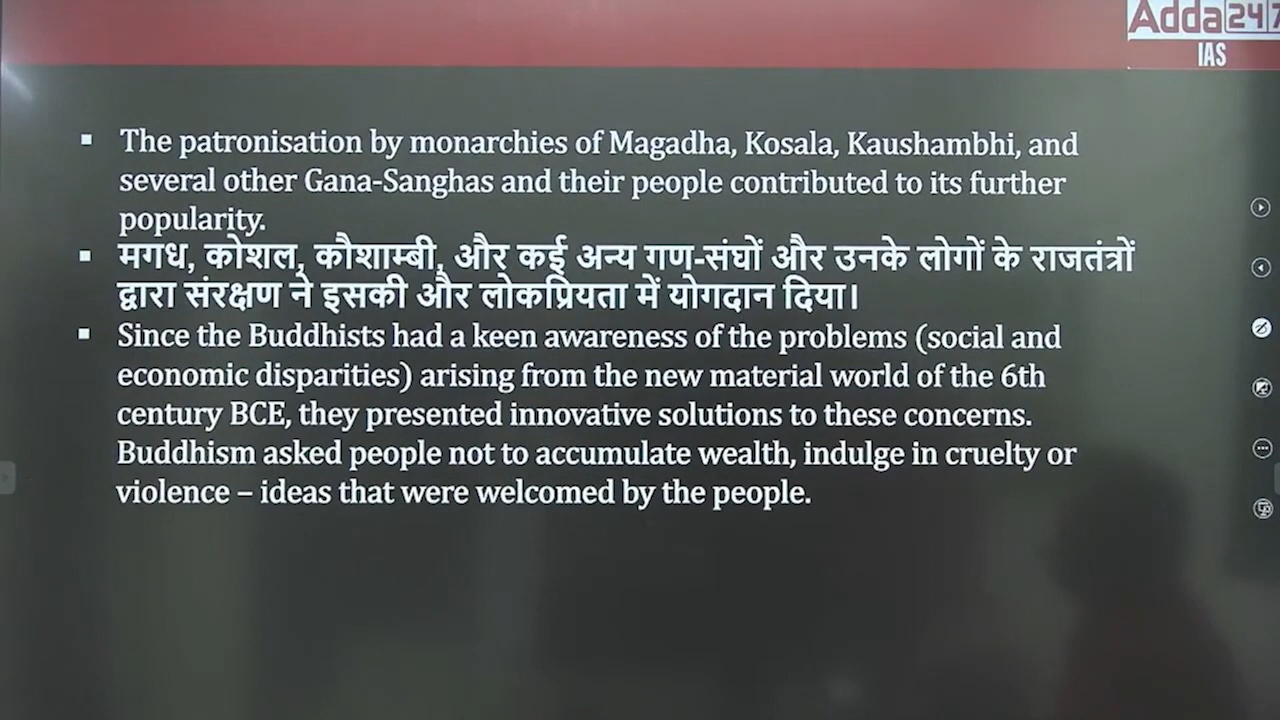 Adda247
IAS
▪ The patronisation by monarchies of Magadha, Kosala, Kaushambhi, and
several other Gana-Sanghas and their people contributed to its further
popularity.
▪ मगध, कोशल, कौशाम्बी, और कई अन्य गण-संघों और उनके लोगों के राजतंत्रों
द्वारा संरक्षण ने इसकी और लोकप्रियता में योगदान दिया।
▪ Since the Buddhists had a keen awareness of the problems (social and
economic disparities) arising from the new material world of the 6th
century BCE, they presented innovative solutions to these concerns.
Buddhism asked people not to accumulate wealth, indulge in cruelty or
violence – ideas that were welcomed by the people.